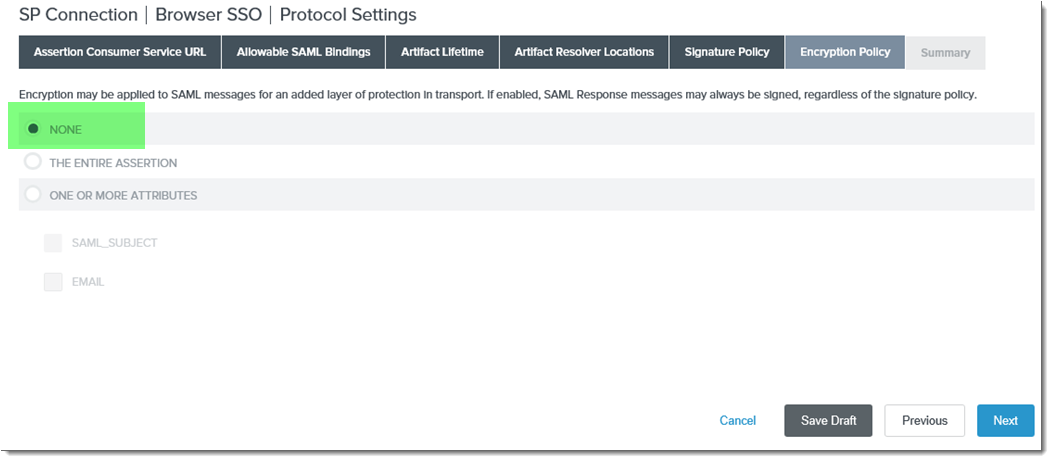 SP Connection | Browser SSO | Protocol Settings
Assertion Consumer Service URL Allowable SAML Bindings Artifact Lifetime Artifact Resolver Locations Signature Policy Encryption Policy Summary
Encryption may be applied to SAML messages for an added layer of protection in transport. If enabled, SAML Response messages may always be signed, regardless of the signature policy.
NONE
THE ENTIRE ASSERTION
ONE OR MORE ATTRIBUTES
SAML_SUBJECT
EMAIL
Cancel Save Draft Previous Next